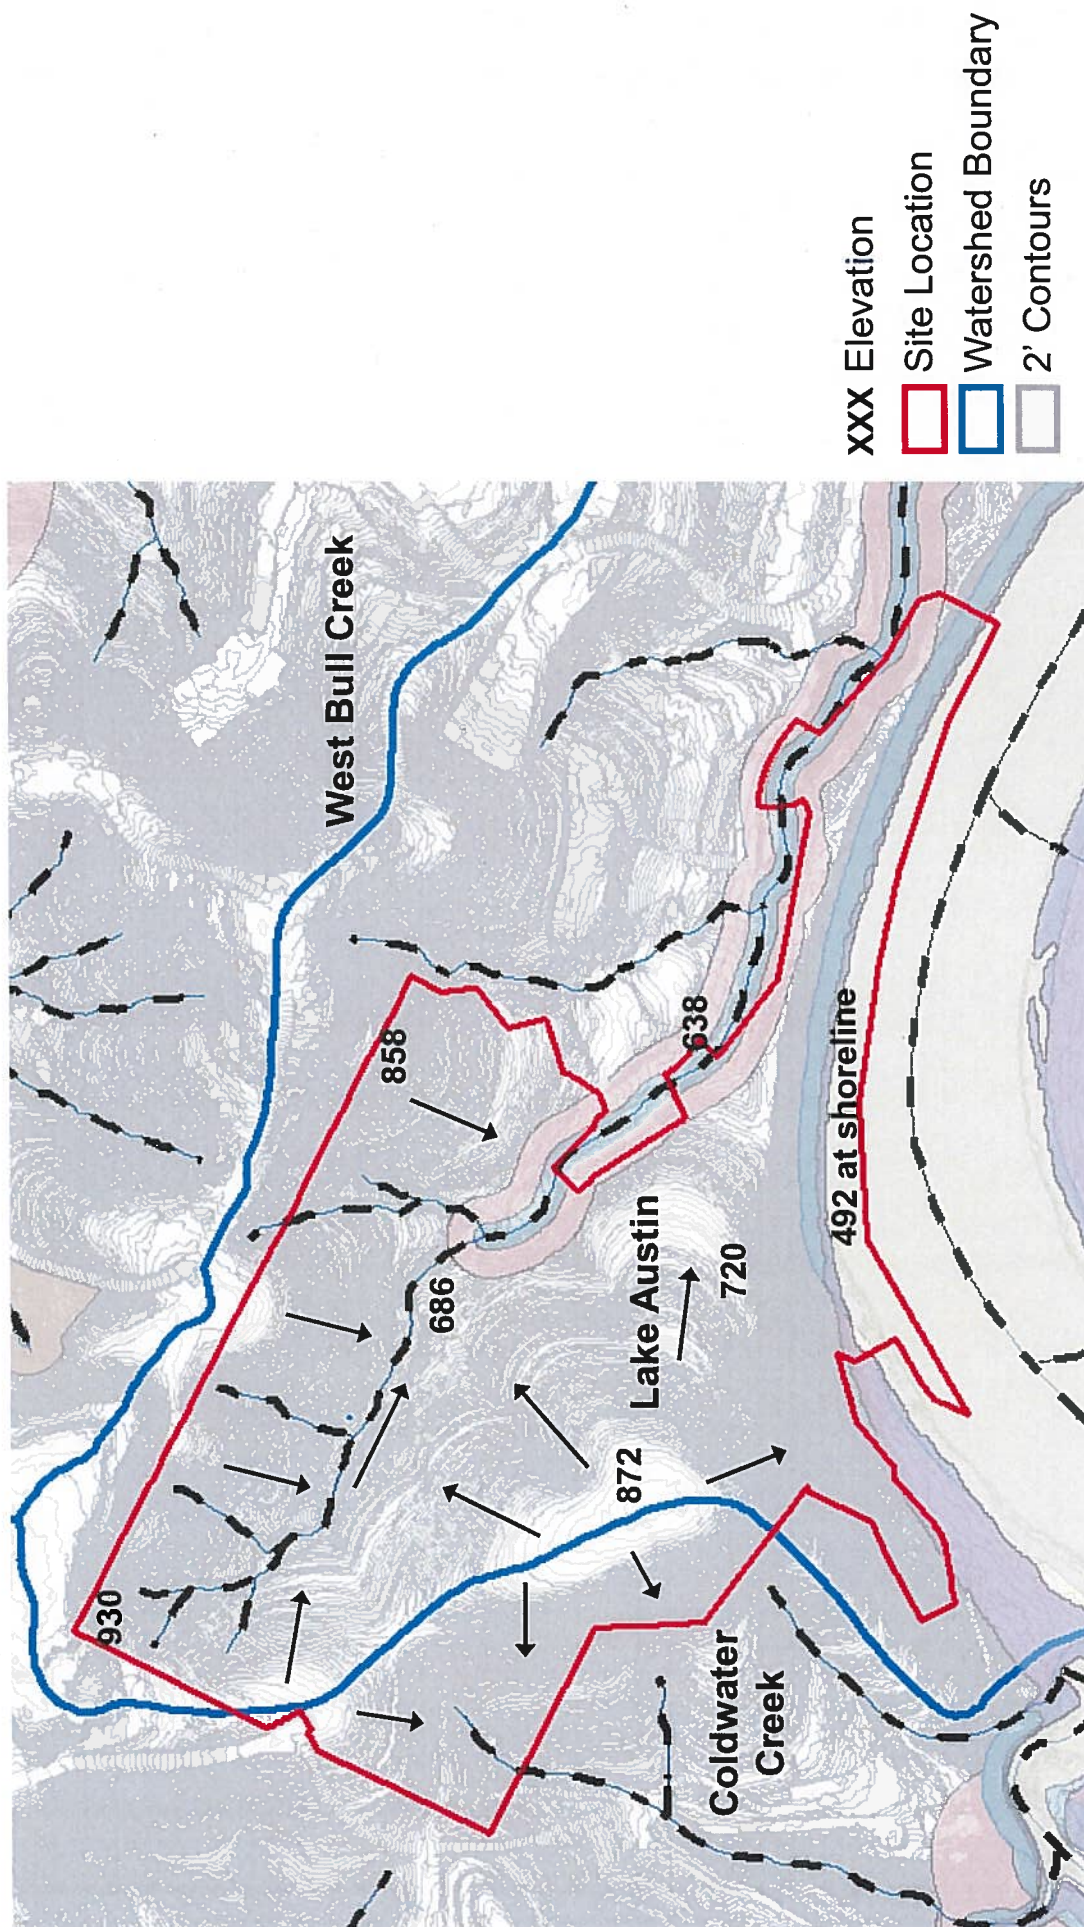 930
858
West Bull Creek
686
872
Lake Austin
720
638
492 at shoreline
Coldwater
Creek
XXX Elevation
Site Location
Watershed Boundary
2' Contours